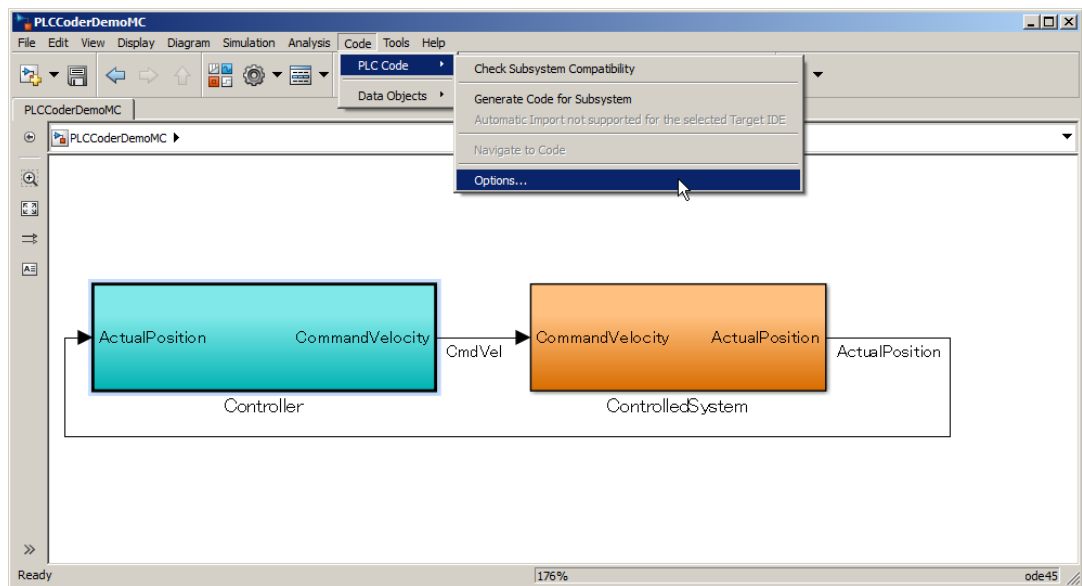 PLCCoderDemoMC
File Edit View Display Diagram Simulation Analysis Code Tools Help
PLC Code
Data Objects
Check Subsystem Compatibility
Generate Code for Subsystem
Automatic Import not supported for the selected Target IDE
Navigate to Code
Options...
PLCCoderDemoMC
PLCCoderDemoMC
ActualPosition CommandVelocity
CmdVel
CommandVelocity ActualPosition
ActualPosition
Controller
ControlledSystem
Ready 176% ode45